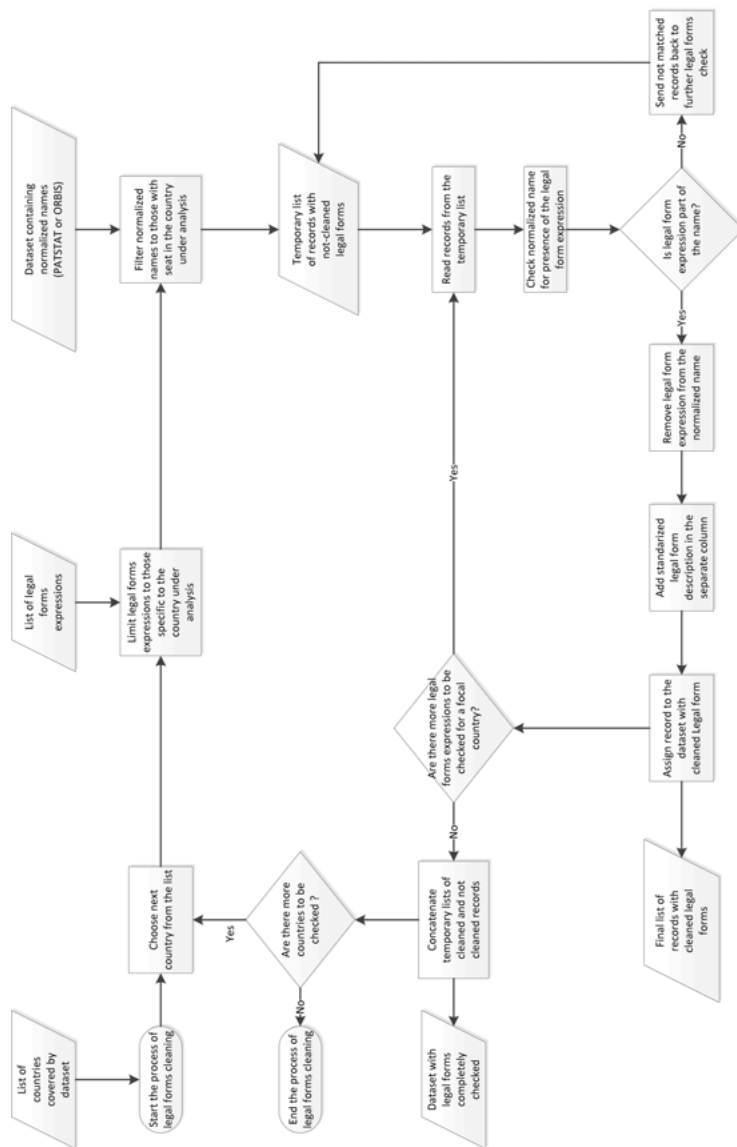 List of
countries
covered by
dataset
List of legal
forms
expressions
Dataset containing
normalized names
(PATSTAT or ORBIS)
Start the process of
legal forms cleaning
Choose next
country from the list
Limit legal forms
expressions to those
specific to the
country under
analysis
Filter normalized
names to those with
seat in the country
under analysis
Yes
Are there more
countries to be
checked ?
No
End the process of
legal forms cleaning
Temporary list
of records with
not-cleaned
legal forms
Concatenate
temporary lists of
cleaned and not
cleaned records
No
Are there more legal
forms expressions to be
checked for a focal
country?
Yes
Read records from the
temporary list
Dataset with
legal forms
completely
checked
Check normalized name
for presence of the legal
form expression
Final list of
records with
cleaned legal
forms
Assign record to the
dataset with
cleaned Legal form
Add standarized
legal form
description in the
separate column
Remove legal form
expression from the
normalized name
Yes
Is legal form
expression part of
the name?
No
Send not matched
records back to
further legal forms
check